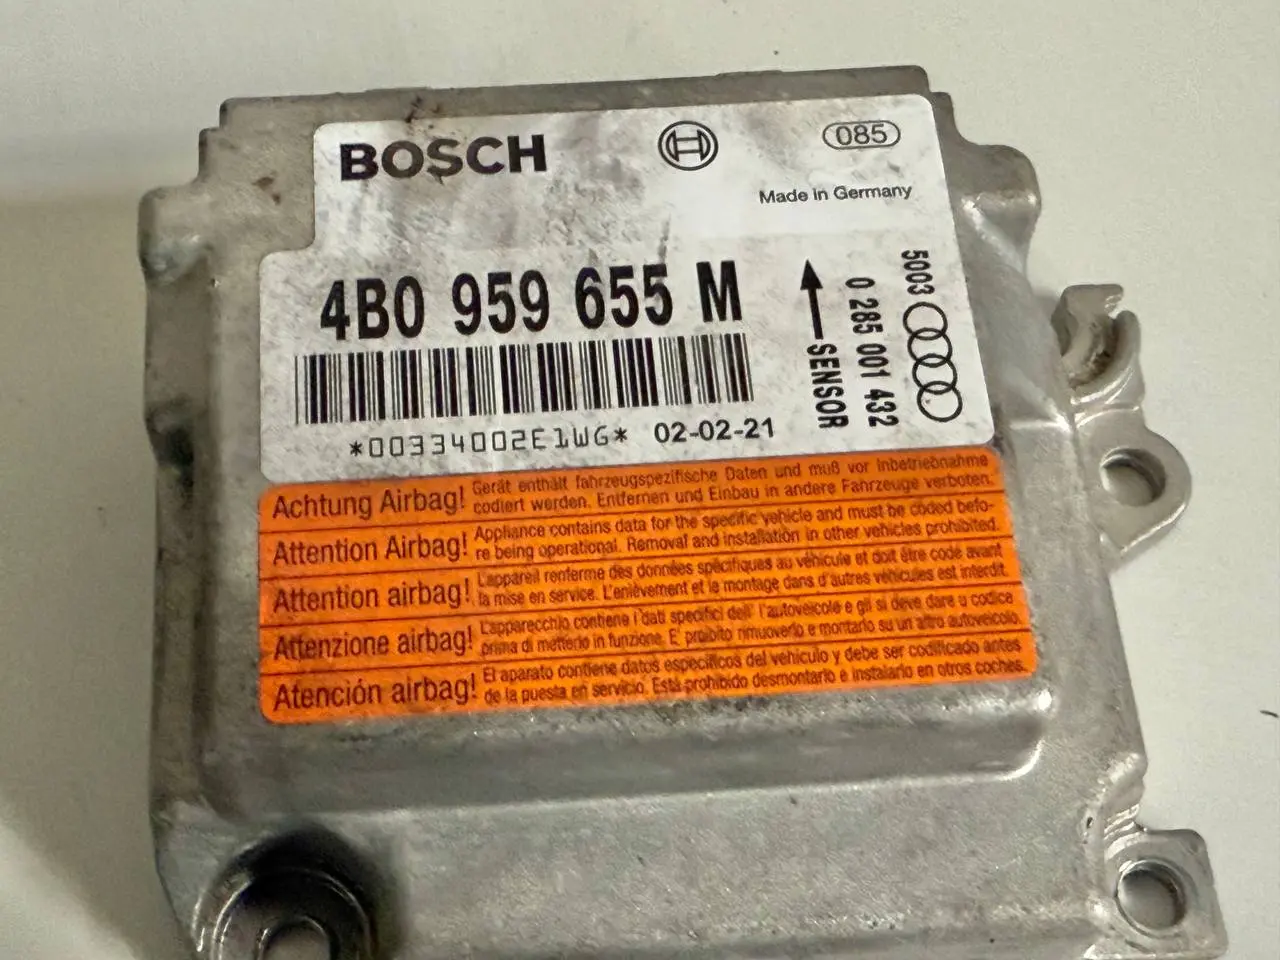 BOSCH
085
Made in Germany
4B0 959 655 M
*00334002E1WG* 02-02-21
SENSOR
0 285 001 432
5003
Achtung Airbag! Gerät enthält fahrzeugspezifische Daten und muß vor Inbetriebnahme
codiert werden. Entfernen und Einbau in andere Fahrzeuge verboten.
Attention Airbag! Appliance contains data for the specific vehicle and must be coded befo-
re being operational. Removal and installation in other vehicles prohibited.
Attention airbag! L'appareil renferme des données spécifiques au véhicule et doit être codé avant
la mise en service. L'enlèvement et le montage dans d'autres véhicules est interdit.
Attenzione airbag! L'apparecchio contiene i dati specifici dell' l'autoveicolo e gli si deve dare u codice
prima di metterlo in funzione. E' proibito rimuoverlo e montarlo su un altro autoveicolo.
Atención airbag! El aparato contiene datos específicos del vehículo y debe ser codificado antes
de la puesta en servicio. Está prohibido desmontarlo e instalarlo en otros coches.